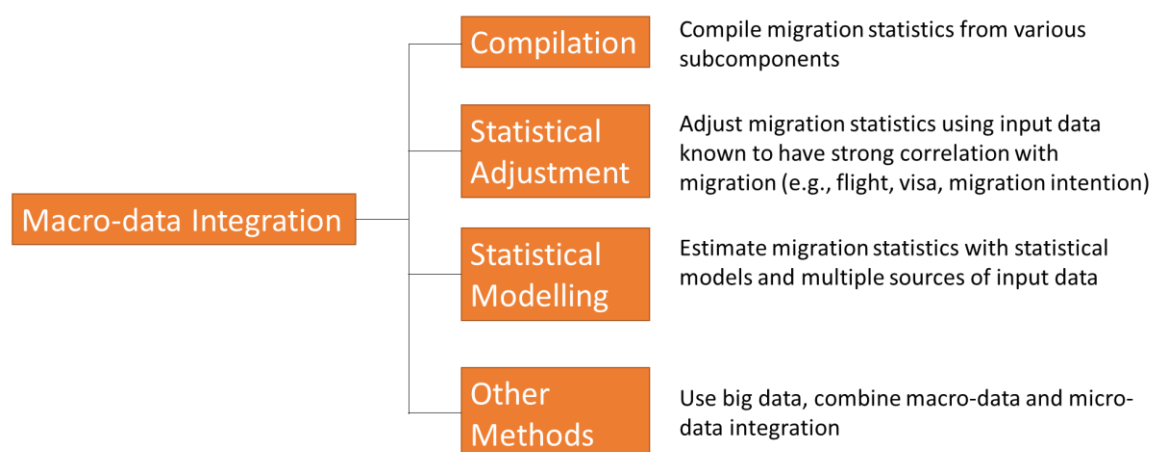 Macro-data Integration
Compilation
Compile migration statistics from various
subcomponents
Statistical
Adjustment
Adjust migration statistics using input data
known to have strong correlation with
migration (e.g., flight, visa, migration intention)
Statistical
Modelling
Estimate migration statistics with statistical
models and multiple sources of input data
Other
Methods
Use big data, combine macro-data and micro-
data integration